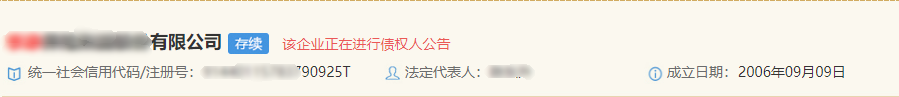 有限公司 存续 该企业正在进行债权人公告
统一社会信用代码/注册号： 790925T 法定代表人： 成立日期： 2006年09月09日